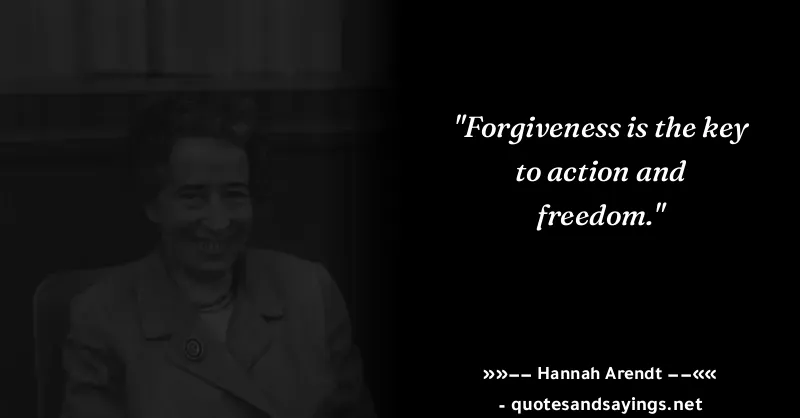 "Forgiveness is the key
to action and
freedom."
»»–– Hannah Arendt ––««
- quotesandsayings.net